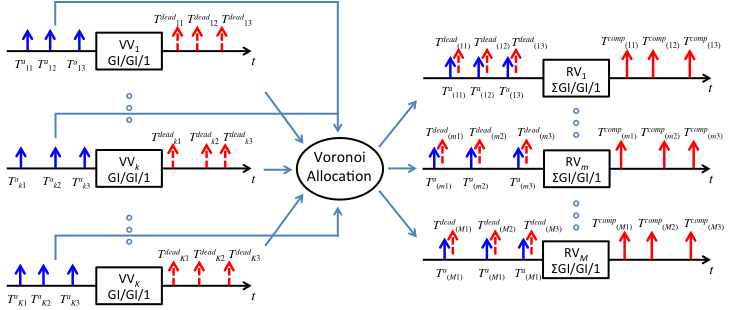 T^dead_11 T^dead_12 T^dead_13
VV_1
GI/GI/1
t
T^a_11 T^a_12 T^a_13
T^dead_k1 T^dead_k2 T^dead_k3
VV_k
GI/GI/1
t
T^a_k1 T^a_k2 T^a_k3
T^dead_K1 T^dead_K2 T^dead_K3
VV_K
GI/GI/1
t
T^a_K1 T^a_K2 T^a_K3
Voronoi
Allocation
T^dead_(11) T^dead_(12) T^dead_(13)
T^comp_(11) T^comp_(12) T^comp_(13)
RV_1
ΣGI/GI/1
t
T^a_(11) T^a_(12) T^a_(13)
T^dead_(m1) T^dead_(m2) T^dead_(m3)
T^comp_(m1) T^comp_(m2) T^comp_(m3)
RV_m
ΣGI/GI/1
t
T^a_(m1) T^a_(m2) T^a_(m3)
T^dead_(M1) T^dead_(M2) T^dead_(M3)
T^comp_(M1) T^comp_(M2) T^comp_(M3)
RV_M
ΣGI/GI/1
t
T^a_(M1) T^a_(M1) T^a_(M1)